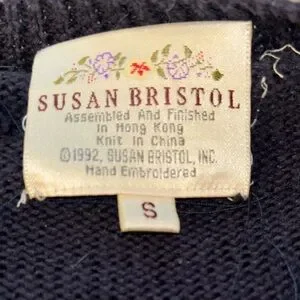 SUSAN BRISTOL
Assembled And Finished
In Hong Kong
Knit in China
©1992, SUSAN BRISTOL, INC.
Hand Embroidered
S